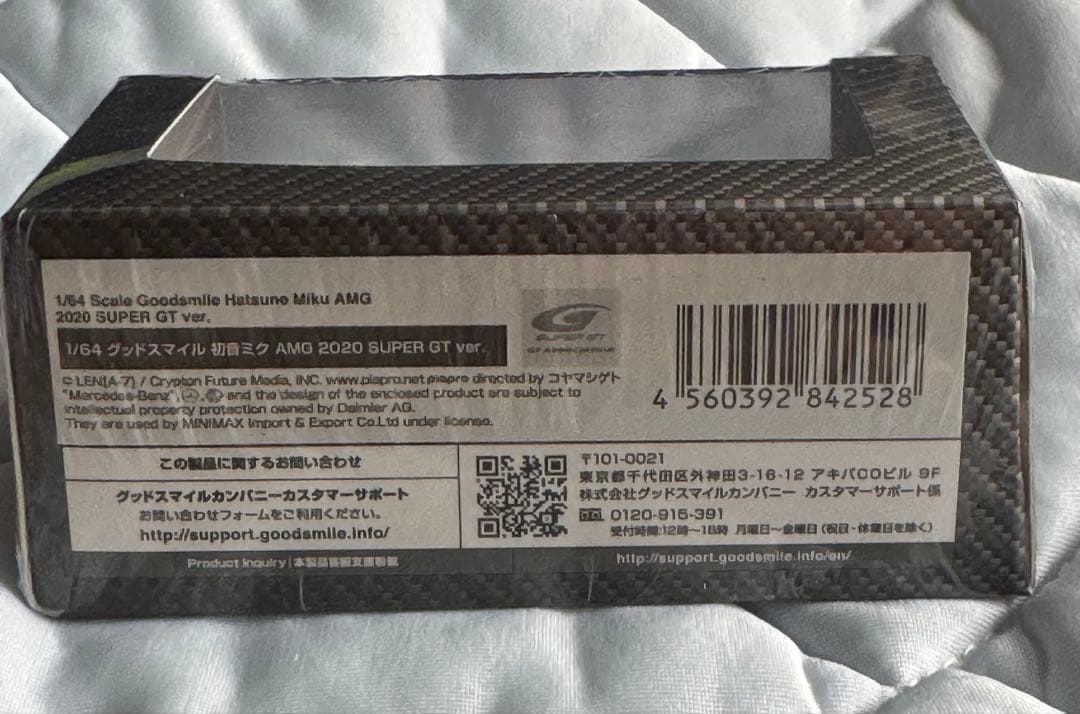 1/64 Scale Goodsmile Hatsune Miku AMG
2020 SUPER GT ver.
1/64 グッドスマイル 初音ミク AMG 2020 SUPER GT ver.
© LEN[A-7] / Crypton Future Media, INC. www.piapro.net piapro directed by コヤマシゲト
"Mercedes-Benz", and the design of the enclosed product are subject to
intellectual property protection owned by Daimler AG.
They are used by MINIMAX Import & Export Co.Ltd under license.
SUPER GT
4 560392 842528
この製品に関するお問い合わせ
グッドスマイルカンパニーカスタマーサポート
お問い合わせフォームをご利用ください。
http://support.goodsmile.info/
〒101-0021
東京都千代田区外神田3-16-12 アキバCOビル 9F
株式会社グッドスマイルカンパニー カスタマーサポート係
0120-915-391
受付時間:12時～18時 月曜日～金曜日 (祝日・休業日を除く)
Product Inquiry
http://support.goodsmile.info/en/